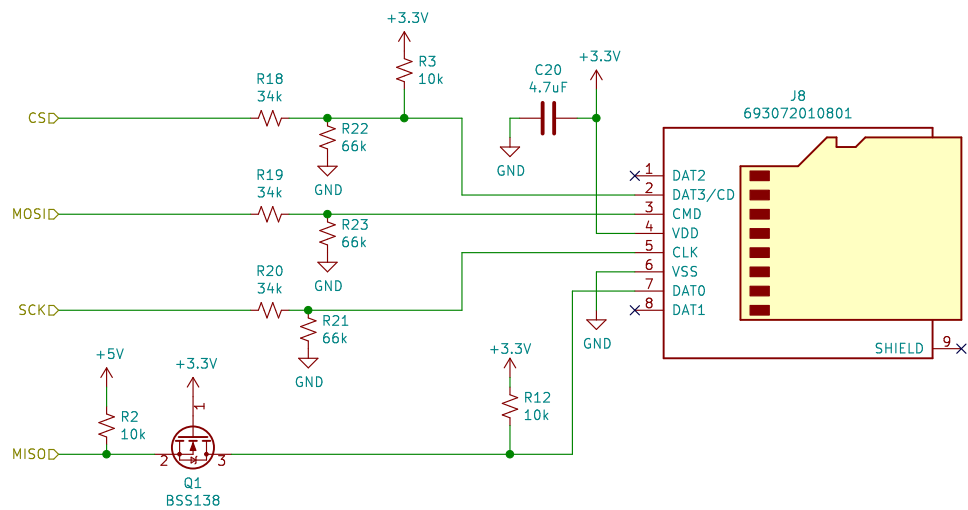 +3.3V
R3
10k
+3.3V
C20
4.7uF
R18
34k
J8
693072010801
CS
R22
66k
GND
GND
1 DAT2
2 DAT3/CD
R19
34k
MOSI
3 CMD
R23
66k
4 VDD
5 CLK
GND
R20
34k
6 VSS
7 DAT0
SCK
8 DAT1
R21
66k
GND
GND
SHIELD 9
+5V
+3.3V
+3.3V
1
R2
10k
R12
10k
MISO
2 3
Q1
BSS138